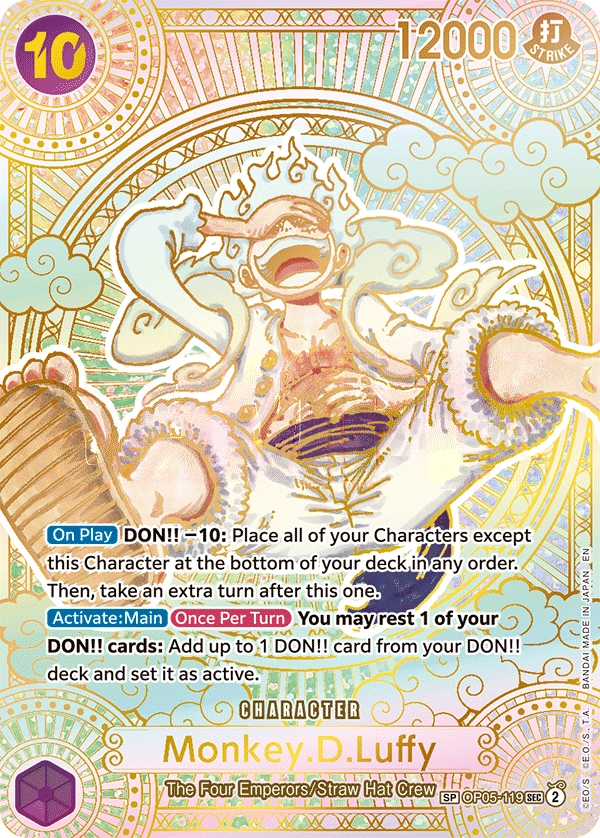 10
12000
打
STRIKE
On Play DON!! −10: Place all of your Characters except
this Character at the bottom of your deck in any order.
Then, take an extra turn after this one.
Activate:Main Once Per Turn You may rest 1 of your
DON!! cards: Add up to 1 DON!! card from your DON!!
deck and set it as active.
CHARACTER
Monkey.D.Luffy
The Four Emperors/Straw Hat Crew SP OP05-119 SEC 2
©E.O/S ©E.O.S., T.A. BANDAI MADE IN JAPAN EN